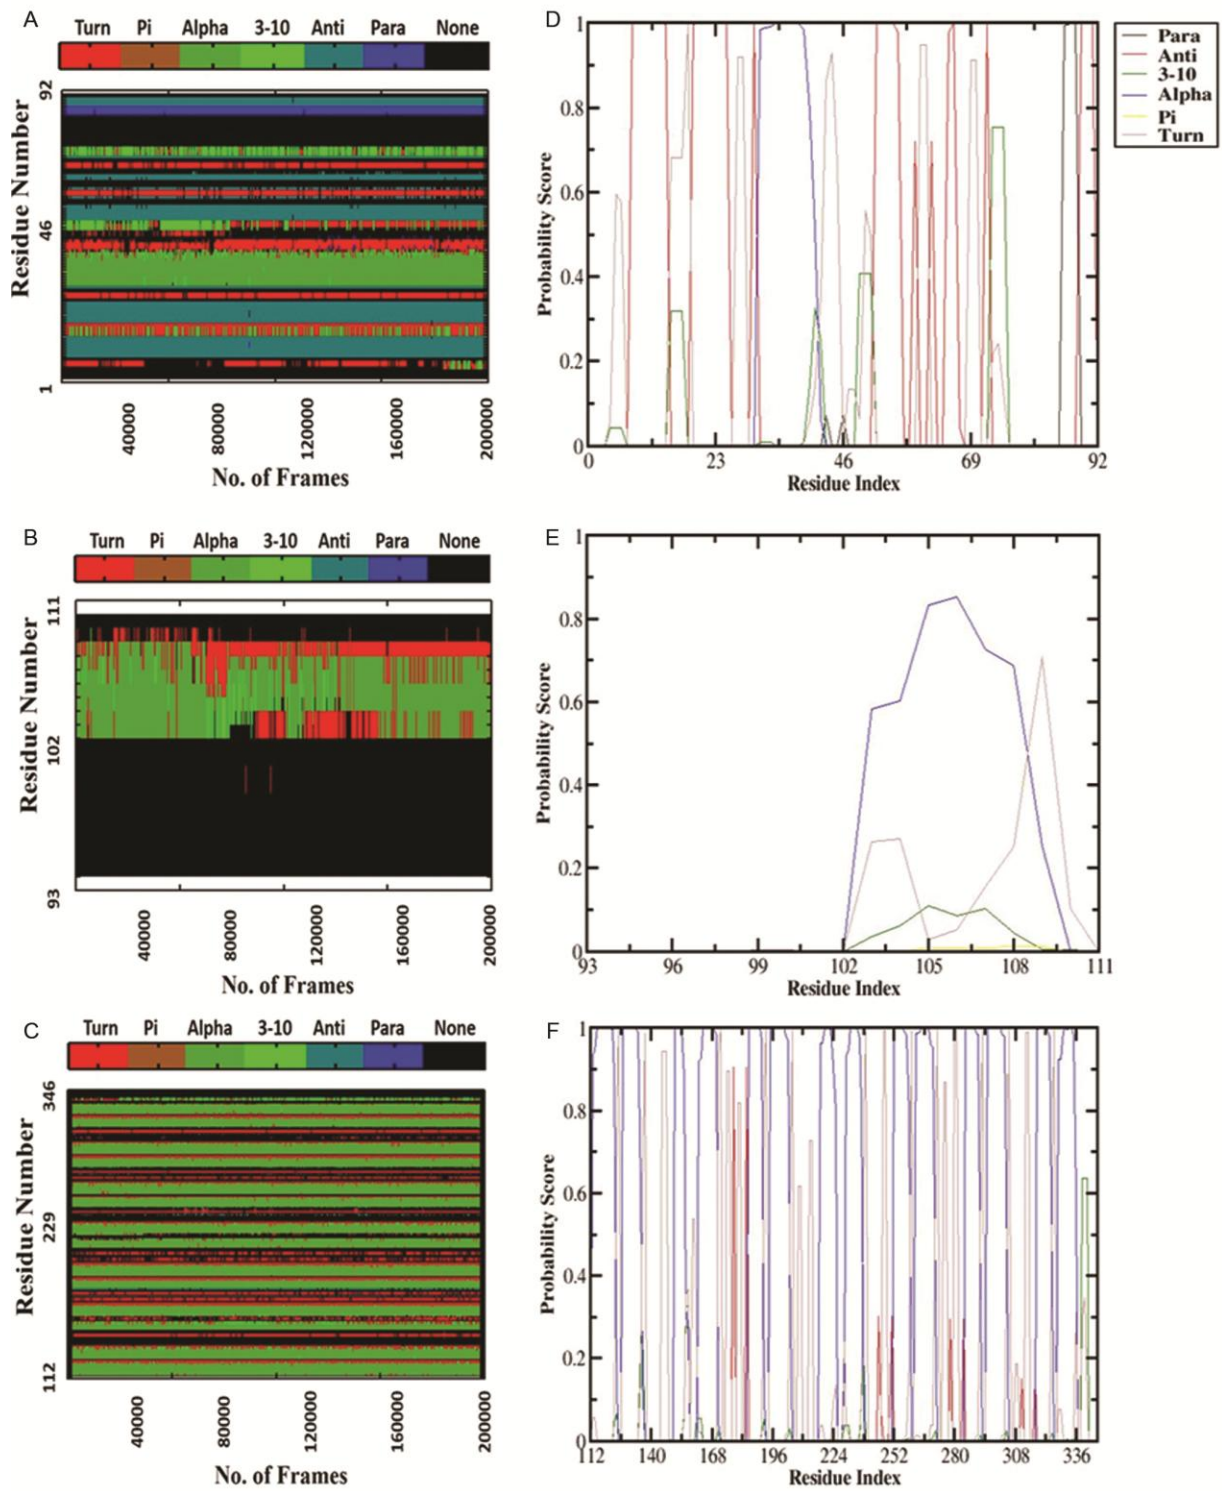 A
Turn Pi Alpha 3-10 Anti Para None
Residue Number
92
46
1
40000
80000
120000
160000
200000
No. of Frames
D
Probability Score
1
0.8
0.6
0.4
0.2
0
0 23 46 69 92
Residue Index
Para
Anti
3-10
Alpha
Pi
Turn
B
Turn Pi Alpha 3-10 Anti Para None
Residue Number
111
102
93
40000
80000
120000
160000
200000
No. of Frames
E
Probability Score
1
0.8
0.6
0.4
0.2
0
93 96 99 102 105 108 111
Residue Index
C
Turn Pi Alpha 3-10 Anti Para None
Residue Number
346
229
112
40000
80000
120000
160000
200000
No. of Frames
F
Probability Score
1
0.8
0.6
0.4
0.2
0
112 140 168 196 224 252 280 308 336
Residue Index